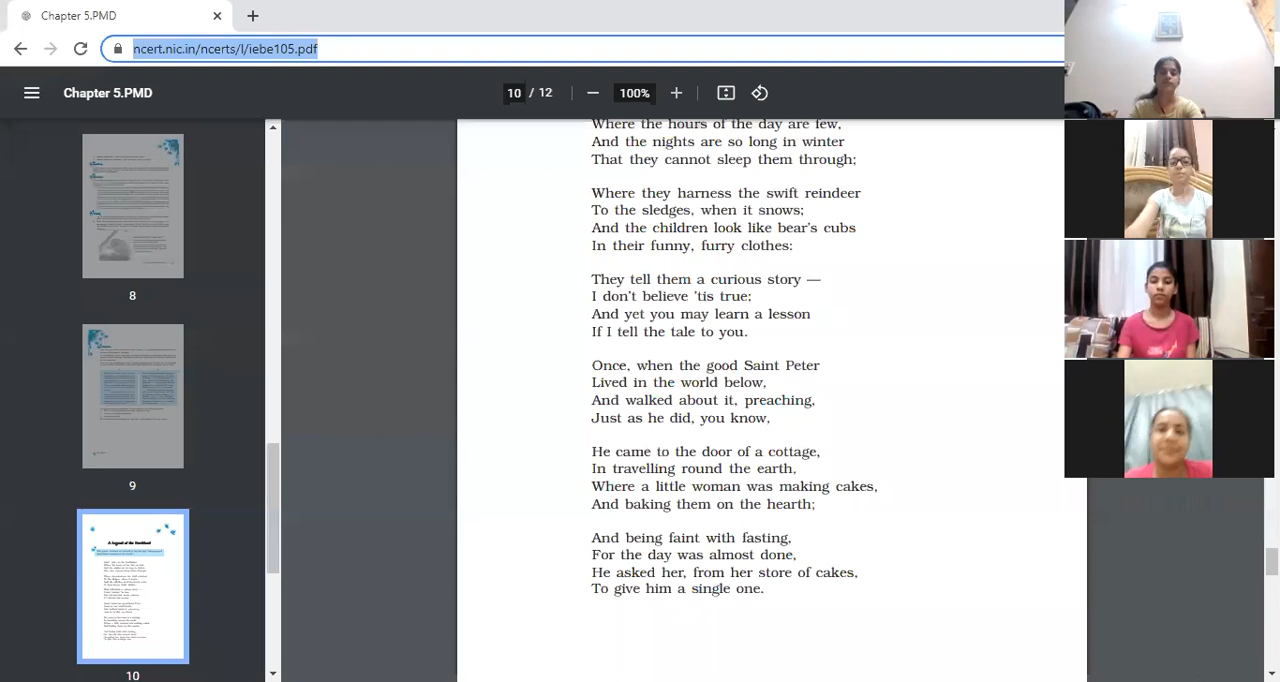 Chapter 5.PMD
ncert.nic.in/ncerts/l/iebe105.pdf
Chapter 5.PMD
10 / 12
100%
8
9
A Legend of the Northland
10
Where the hours of the day are few,
And the nights are so long in winter
That they cannot sleep them through;
Where they harness the swift reindeer
To the sledges, when it snows;
And the children look like bear's cubs
In their funny, furry clothes:
They tell them a curious story —
I don't believe 'tis true;
And yet you may learn a lesson
If I tell the tale to you.
Once, when the good Saint Peter
Lived in the world below,
And walked about it, preaching,
Just as he did, you know,
He came to the door of a cottage,
In travelling round the earth,
Where a little woman was making cakes,
And baking them on the hearth;
And being faint with fasting,
For the day was almost done,
He asked her, from her store of cakes,
To give him a single one.